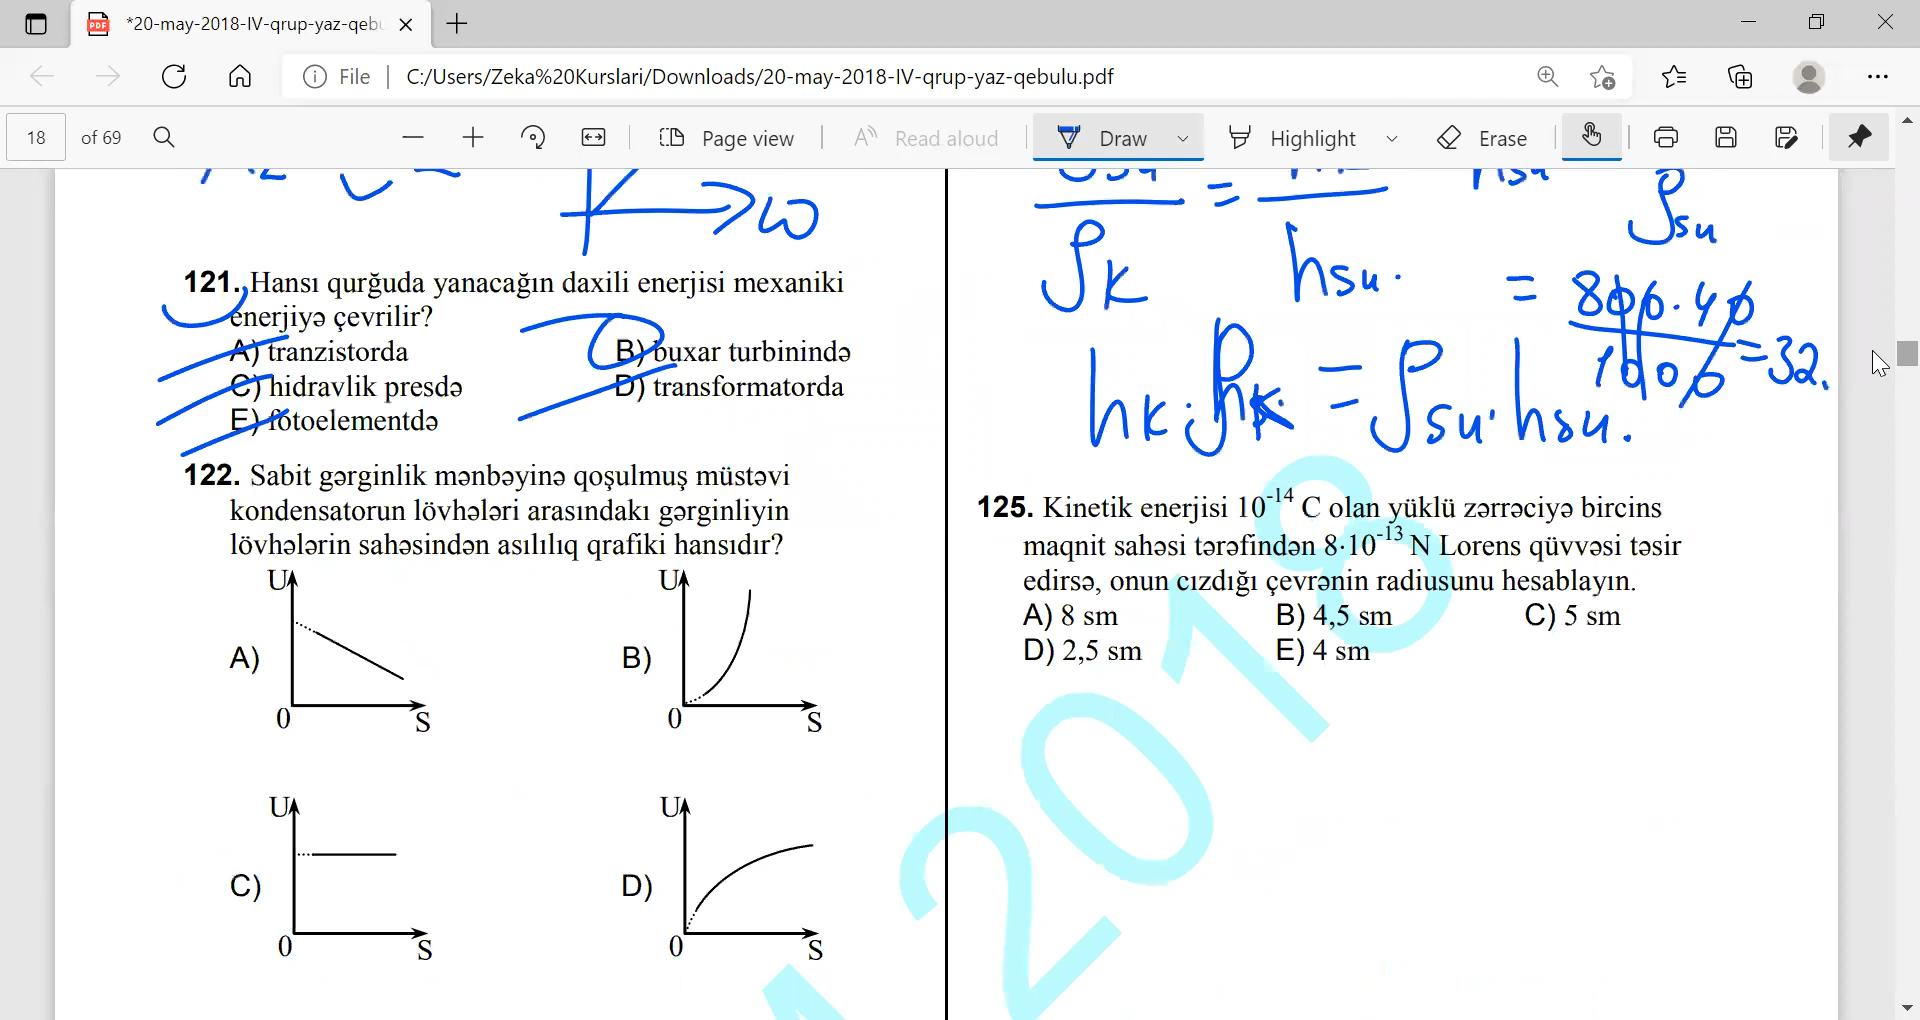 *20-may-2018-IV-qrup-yaz-qebu
File
C:/Users/Zeka%20Kurslari/Downloads/20-may-2018-IV-qrup-yaz-qebulu.pdf
18 of 69
Page view
Read aloud
Draw
Highlight
Erase
ω
121. Hansı qurğuda yanacağın daxili enerjisi mexaniki
enerjiyə çevrilir?
A) tranzistorda
B) buxar turbinində
C) hidravlik presdə
D) transformatorda
E) fotoelementdə
122. Sabit gərginlik mənbəyinə qoşulmuş müstəvi
kondensatorun lövhələri arasındakı gərginliyin
lövhələrin sahəsindən asılılıq qrafiki hansıdır?
A) U 0 S
B) U 0 S
C) U 0 S
D) U 0 S
ρk = hsu.
ρsu
= 800·40
1000 =32.
hk·ρk = ρsu·hsu.
125. Kinetik enerjisi 10⁻¹⁴ C olan yüklü zərrəciyə bircins
maqnit sahəsi tərəfindən 8·10⁻¹³ N Lorens qüvvəsi təsir
edirsə, onun cızdığı çevrənin radiusunu hesablayın.
A) 8 sm
B) 4,5 sm
C) 5 sm
D) 2,5 sm
E) 4 sm
2018